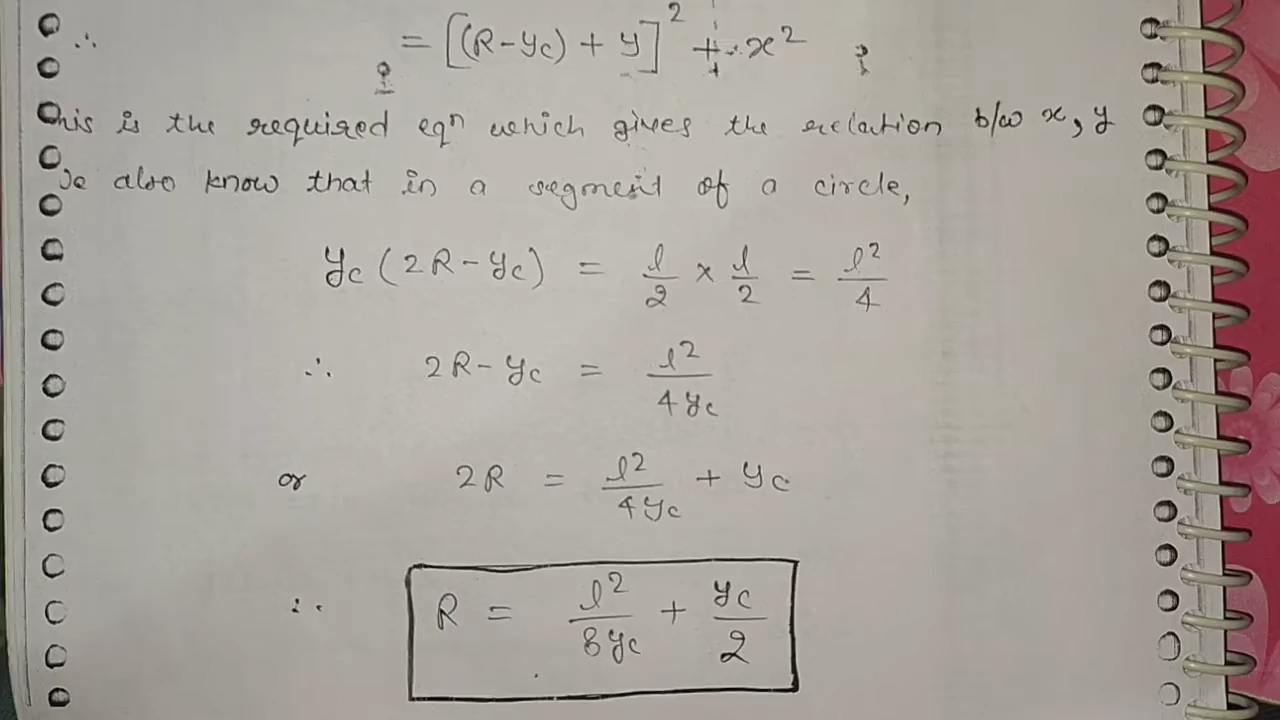 ∴ = [(R-yc) + y]² + x²
his is the required eqn which gives the relation b/w x, y
We also know that in a segment of a circle,
yc (2R-yc) = l/2 × l/2 = l²/4
∴ 2R-yc = l²/4yc
or 2R = l²/4yc + yc
∴ R = l²/8yc + yc/2